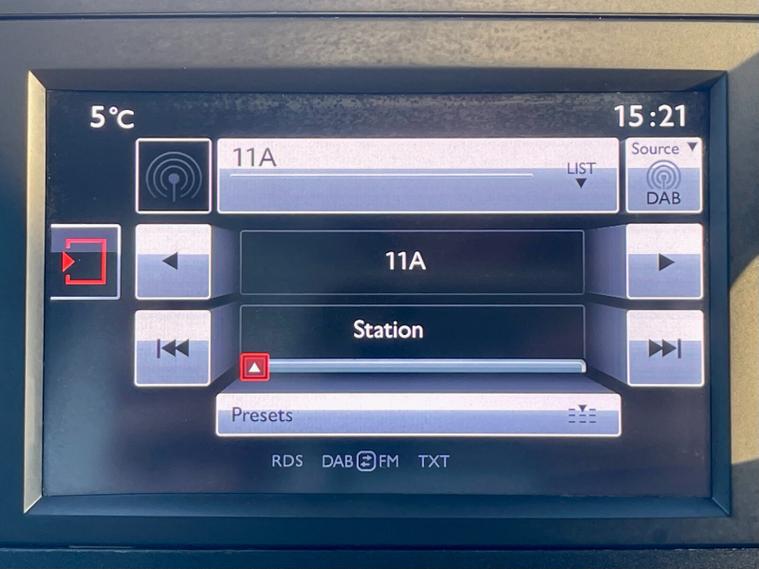 5°C 15:21
11A
LIST
Source
DAB
11A
Station
Presets
RDS DAB FM TXT